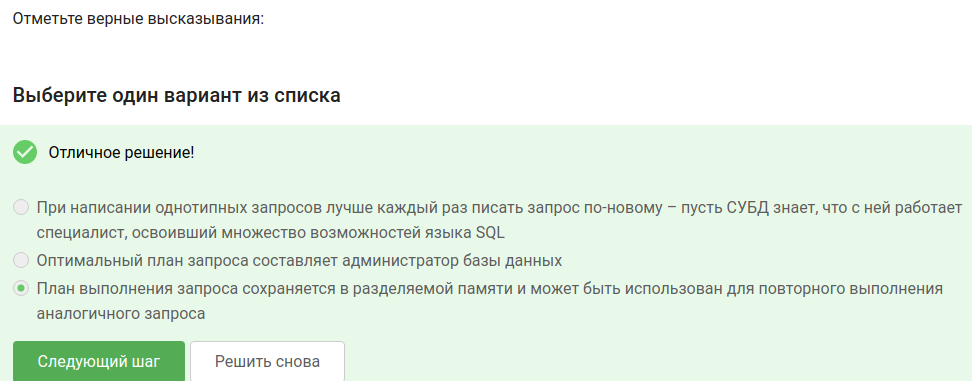 Отметьте верные высказывания:
Выберите один вариант из списка
Отличное решение!
При написании однотипных запросов лучше каждый раз писать запрос по-новому – пусть СУБД знает, что с ней работает
специалист, освоивший множество возможностей языка SQL
Оптимальный план запроса составляет администратор базы данных
План выполнения запроса сохраняется в разделяемой памяти и может быть использован для повторного выполнения
аналогичного запроса
Следующий шаг
Решить снова